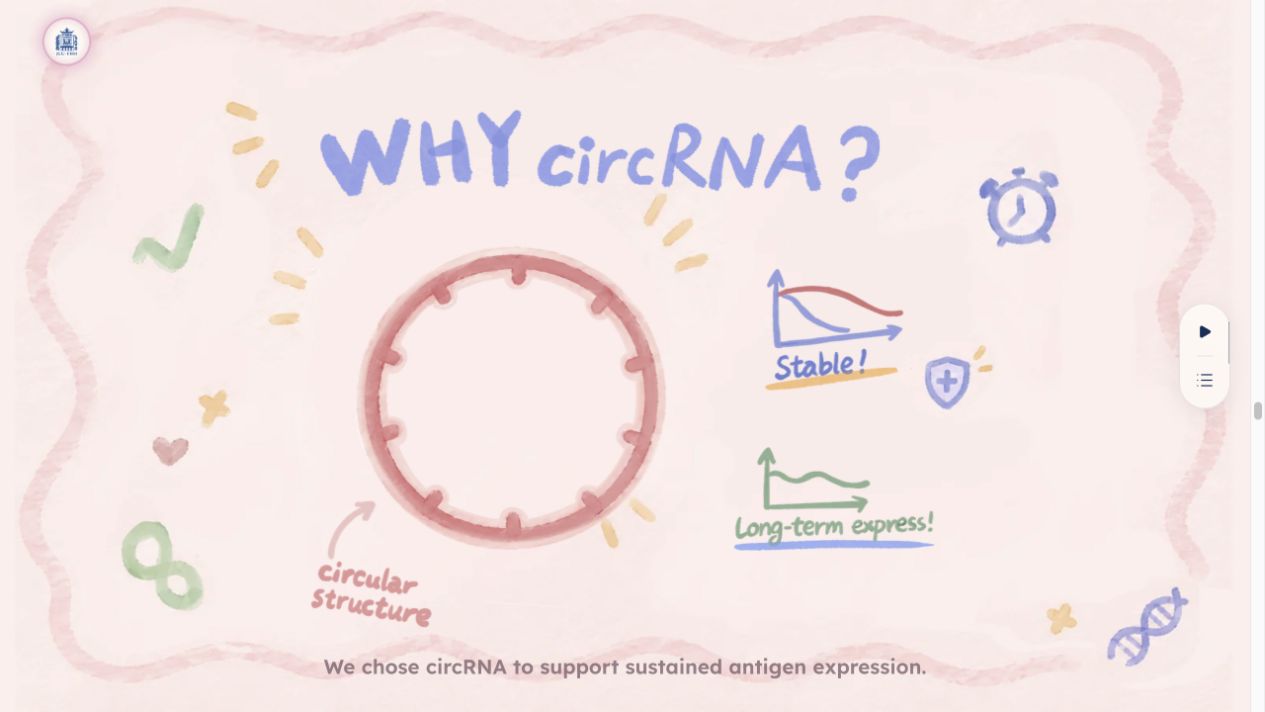 WHY circRNA?
Stable!
Long-term express!
circular
structure
We chose circRNA to support sustained antigen expression.